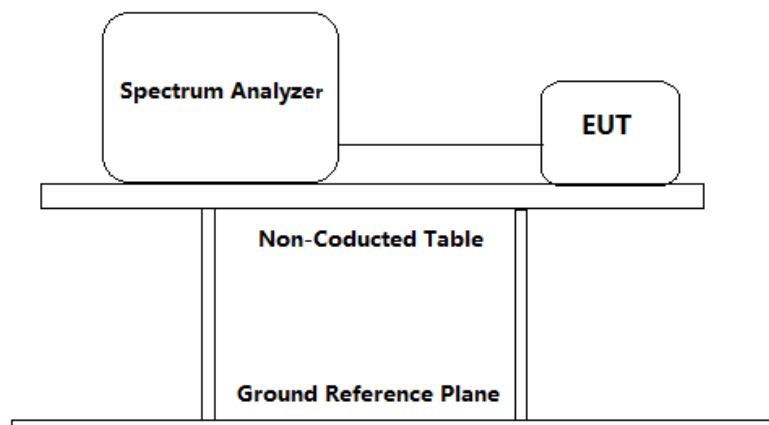 Spectrum Analyzer
EUT
Non-Coducted Table
Ground Reference Plane